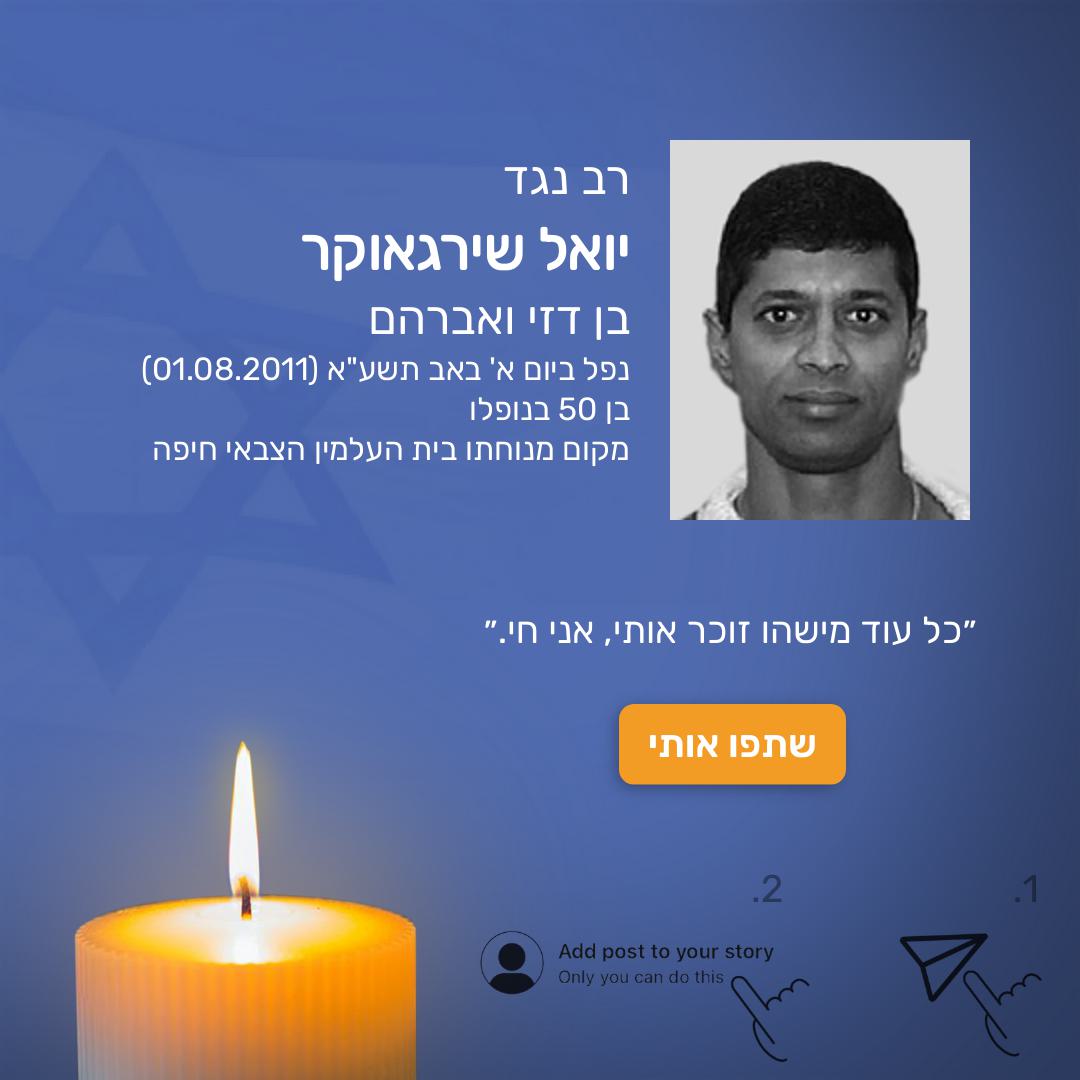 רב נגד
יואל שירגאוקר
בן דזי ואברהם
נפל ביום א' באב תשע"א (01.08.2011)
בן 50 בנופלו
מקום מנוחתו בית העלמין הצבאי חיפה
״כל עוד מישהו זוכר אותי, אני חי.״
שתפו אותי
1.
2.
Add post to your story
Only you can do this